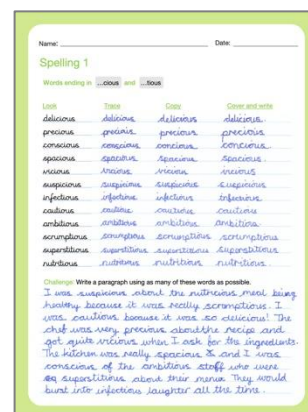 Name: Date:
Spelling 1
Words ending in ...cious and ...tious
Look Trace Copy Cover and write
delicious delicious delicious delicious
precious precious precious precious
conscious conscious concious concious
spacious spacious spacious spacious
vicious vicious vicious vicious
suspicious suspicious suspicious suspicious
infectious infectious infectious infectious
cautious cautious cautious cautious
ambitious ambitious ambitious ambitious
scrumptious scrumptious scrumptious scrumptious
superstitious superstitious superstitious superstitious
nutritious nutritious nutrition nutritious
Challenge: Write a paragraph using as many of these words as possible.
I was suspicious about the nutricious meal being
healthy because it was really scrumptious. I
was cautious because it was so delicious! The
chef was very precious about the recipe and
got quite vicious when I ask for the ingredients.
The kitchen was really spacious and I was
conscious of the ambitious staff who were
superstitious about their menu. They would
burst into infectious laughter all the time.